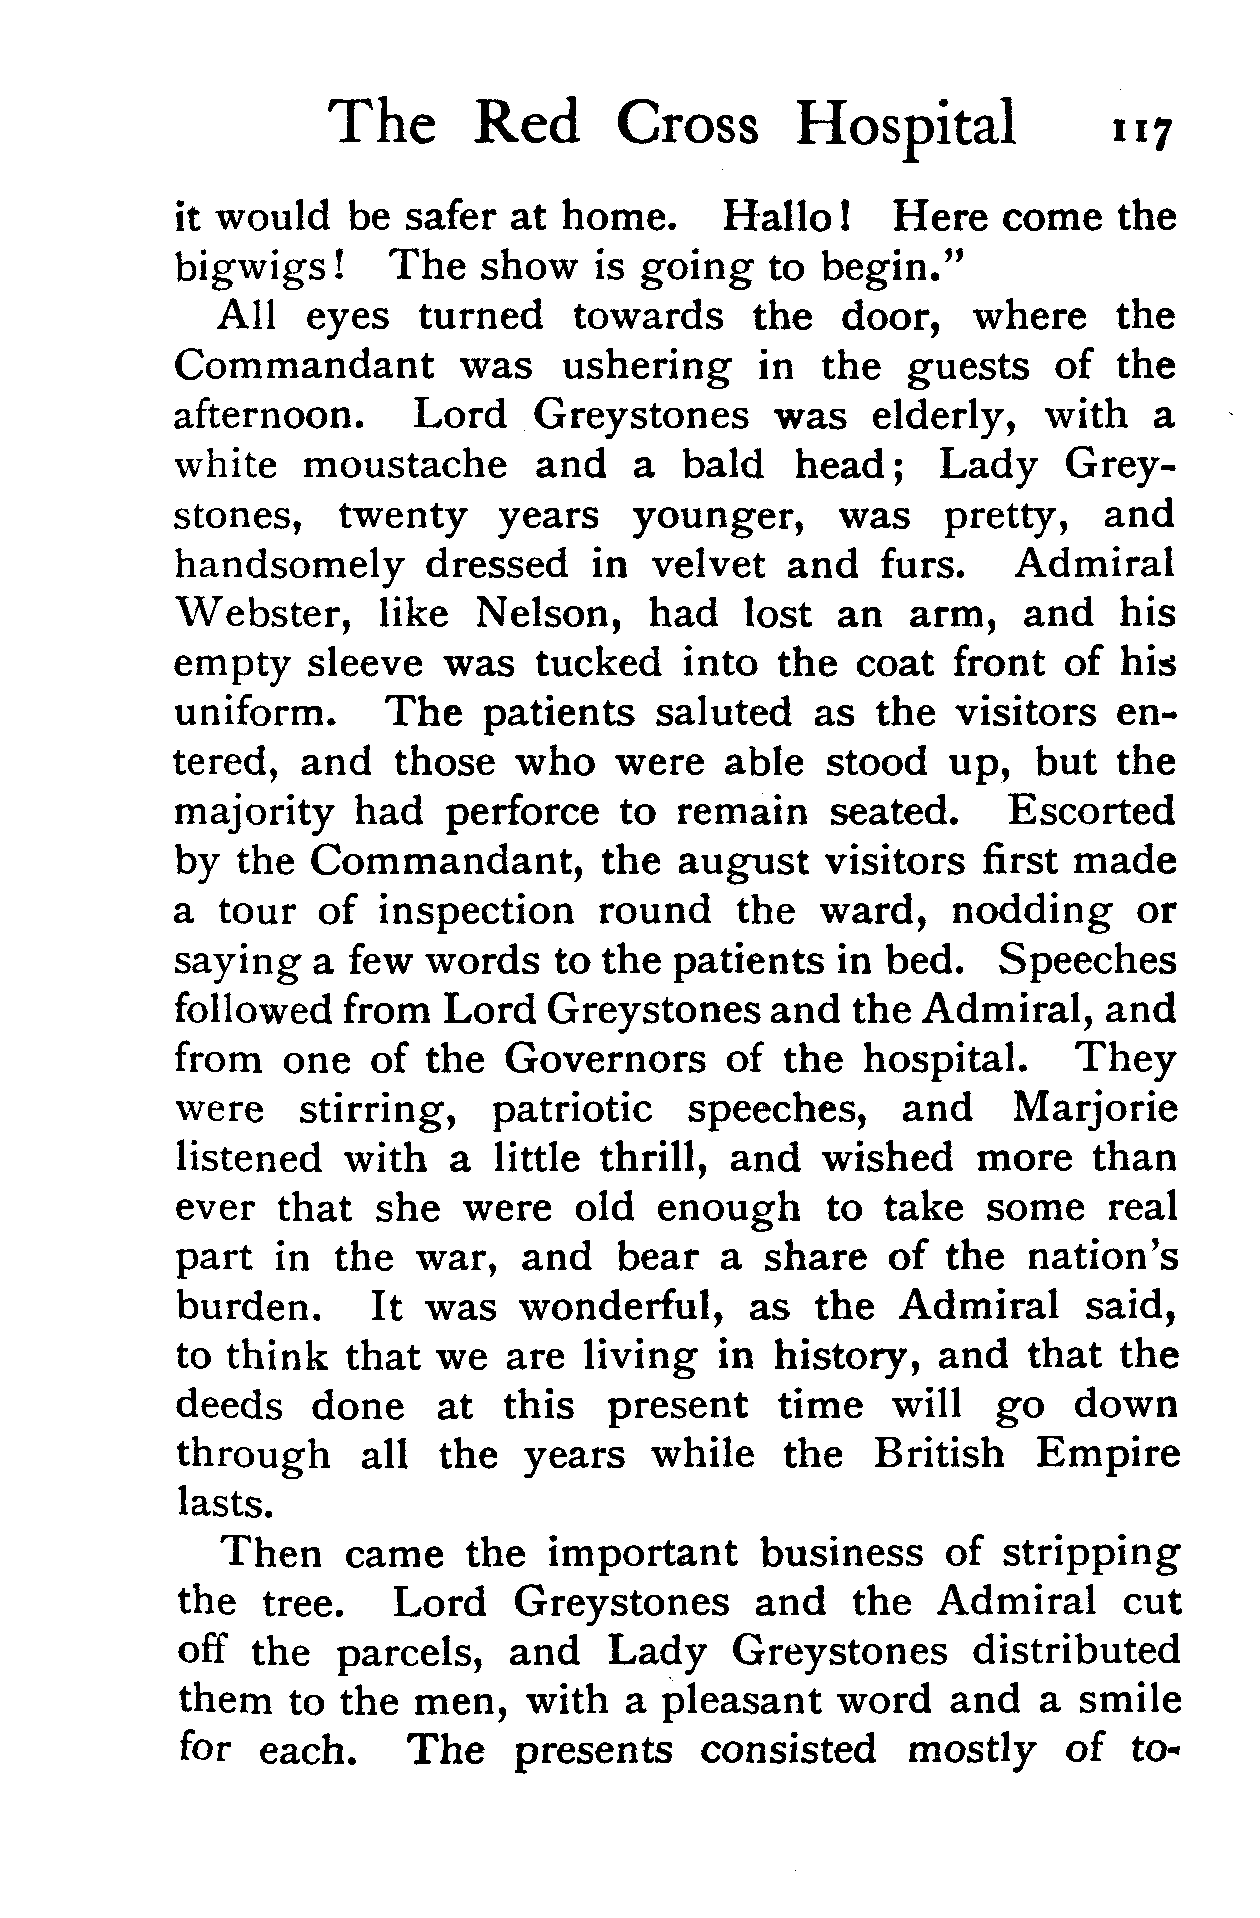 The Red Cross Hospital 117
it would be safer at home. Hallo! Here come the
bigwigs! The show is going to begin."
All eyes turned towards the door, where the
Commandant was ushering in the guests of the
afternoon. Lord Greystones was elderly, with a
white moustache and a bald head; Lady Grey-
stones, twenty years younger, was pretty, and
handsomely dressed in velvet and furs. Admiral
Webster, like Nelson, had lost an arm, and his
empty sleeve was tucked into the coat front of his
uniform. The patients saluted as the visitors en-
tered, and those who were able stood up, but the
majority had perforce to remain seated. Escorted
by the Commandant, the august visitors first made
a tour of inspection round the ward, nodding or
saying a few words to the patients in bed. Speeches
followed from Lord Greystones and the Admiral, and
from one of the Governors of the hospital. They
were stirring, patriotic speeches, and Marjorie
listened with a little thrill, and wished more than
ever that she were old enough to take some real
part in the war, and bear a share of the nation's
burden. It was wonderful, as the Admiral said,
to think that we are living in history, and that the
deeds done at this present time will go down
through all the years while the British Empire
lasts.
Then came the important business of stripping
the tree. Lord Greystones and the Admiral cut
off the parcels, and Lady Greystones distributed
them to the men, with a pleasant word and a smile
for each. The presents consisted mostly of to-